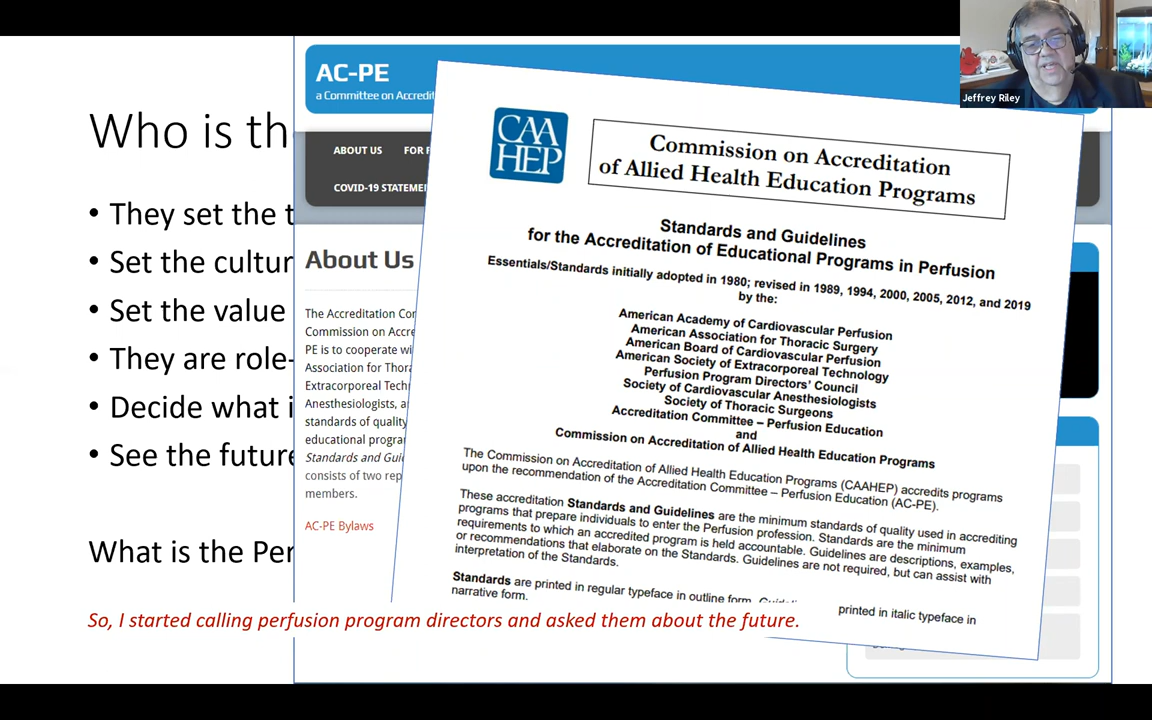 Jeffrey Riley
Who is th
• They set the t
• Set the cultur
• Set the value
• They are role-
• Decide what i
• See the future
What is the Per
So, I started calling perfusion program directors and asked them about the future.
AC-PE
a Committee on Accredit
ABOUT US FOR
COVID-19 STATEME
About Us
The Accreditation Cor
Commission on Accre
PE is to cooperate wi
Association for Thora
Extracorporeal Techn
Anesthesiologists, a
standards of quality
educational progra
Standards and Gui
consists of two rep
members.
AC-PE Bylaws
CAA
HEP
Commission on Accreditation
of Allied Health Education Programs
Standards and Guidelines
for the Accreditation of Educational Programs in Perfusion
Essentials/Standards initially adopted in 1980; revised in 1989, 1994, 2000, 2005, 2012, and 2019
by the:
American Academy of Cardiovascular Perfusion
American Association for Thoracic Surgery
American Board of Cardiovascular Perfusion
American Society of Extracorporeal Technology
Perfusion Program Directors' Council
Society of Cardiovascular Anesthesiologists
Society of Thoracic Surgeons
Accreditation Committee – Perfusion Education
and
Commission on Accreditation of Allied Health Education Programs
The Commission on Accreditation of Allied Health Education Programs (CAAHEP) accredits programs
upon the recommendation of the Accreditation Committee – Perfusion Education (AC-PE).
These accreditation Standards and Guidelines are the minimum standards of quality used in accrediting
programs that prepare individuals to enter the Perfusion profession. Standards are the minimum
requirements to which an accredited program is held accountable. Guidelines are descriptions, examples,
or recommendations that elaborate on the Standards. Guidelines are not required, but can assist with
interpretation of the Standards.
Standards are printed in regular typeface in outline form. printed in italic typeface in
narrative form.